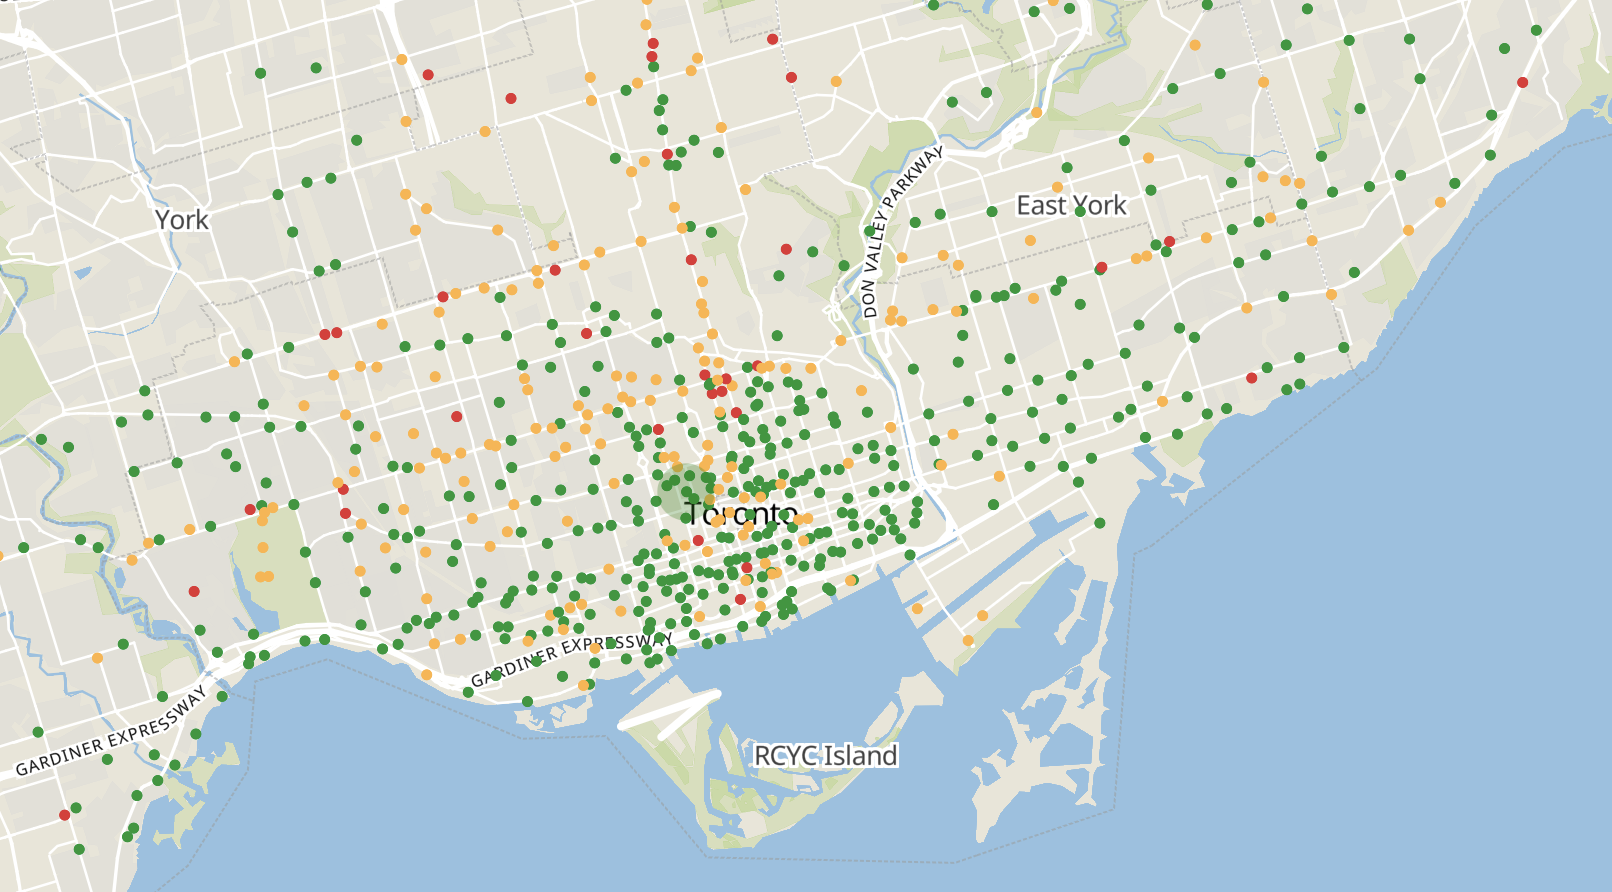 DON VALLEY PARKWAY
York
East York
Toronto
GARDINER EXPRESSWAY
GARDINER EXPRESSWAY
RCYC Island